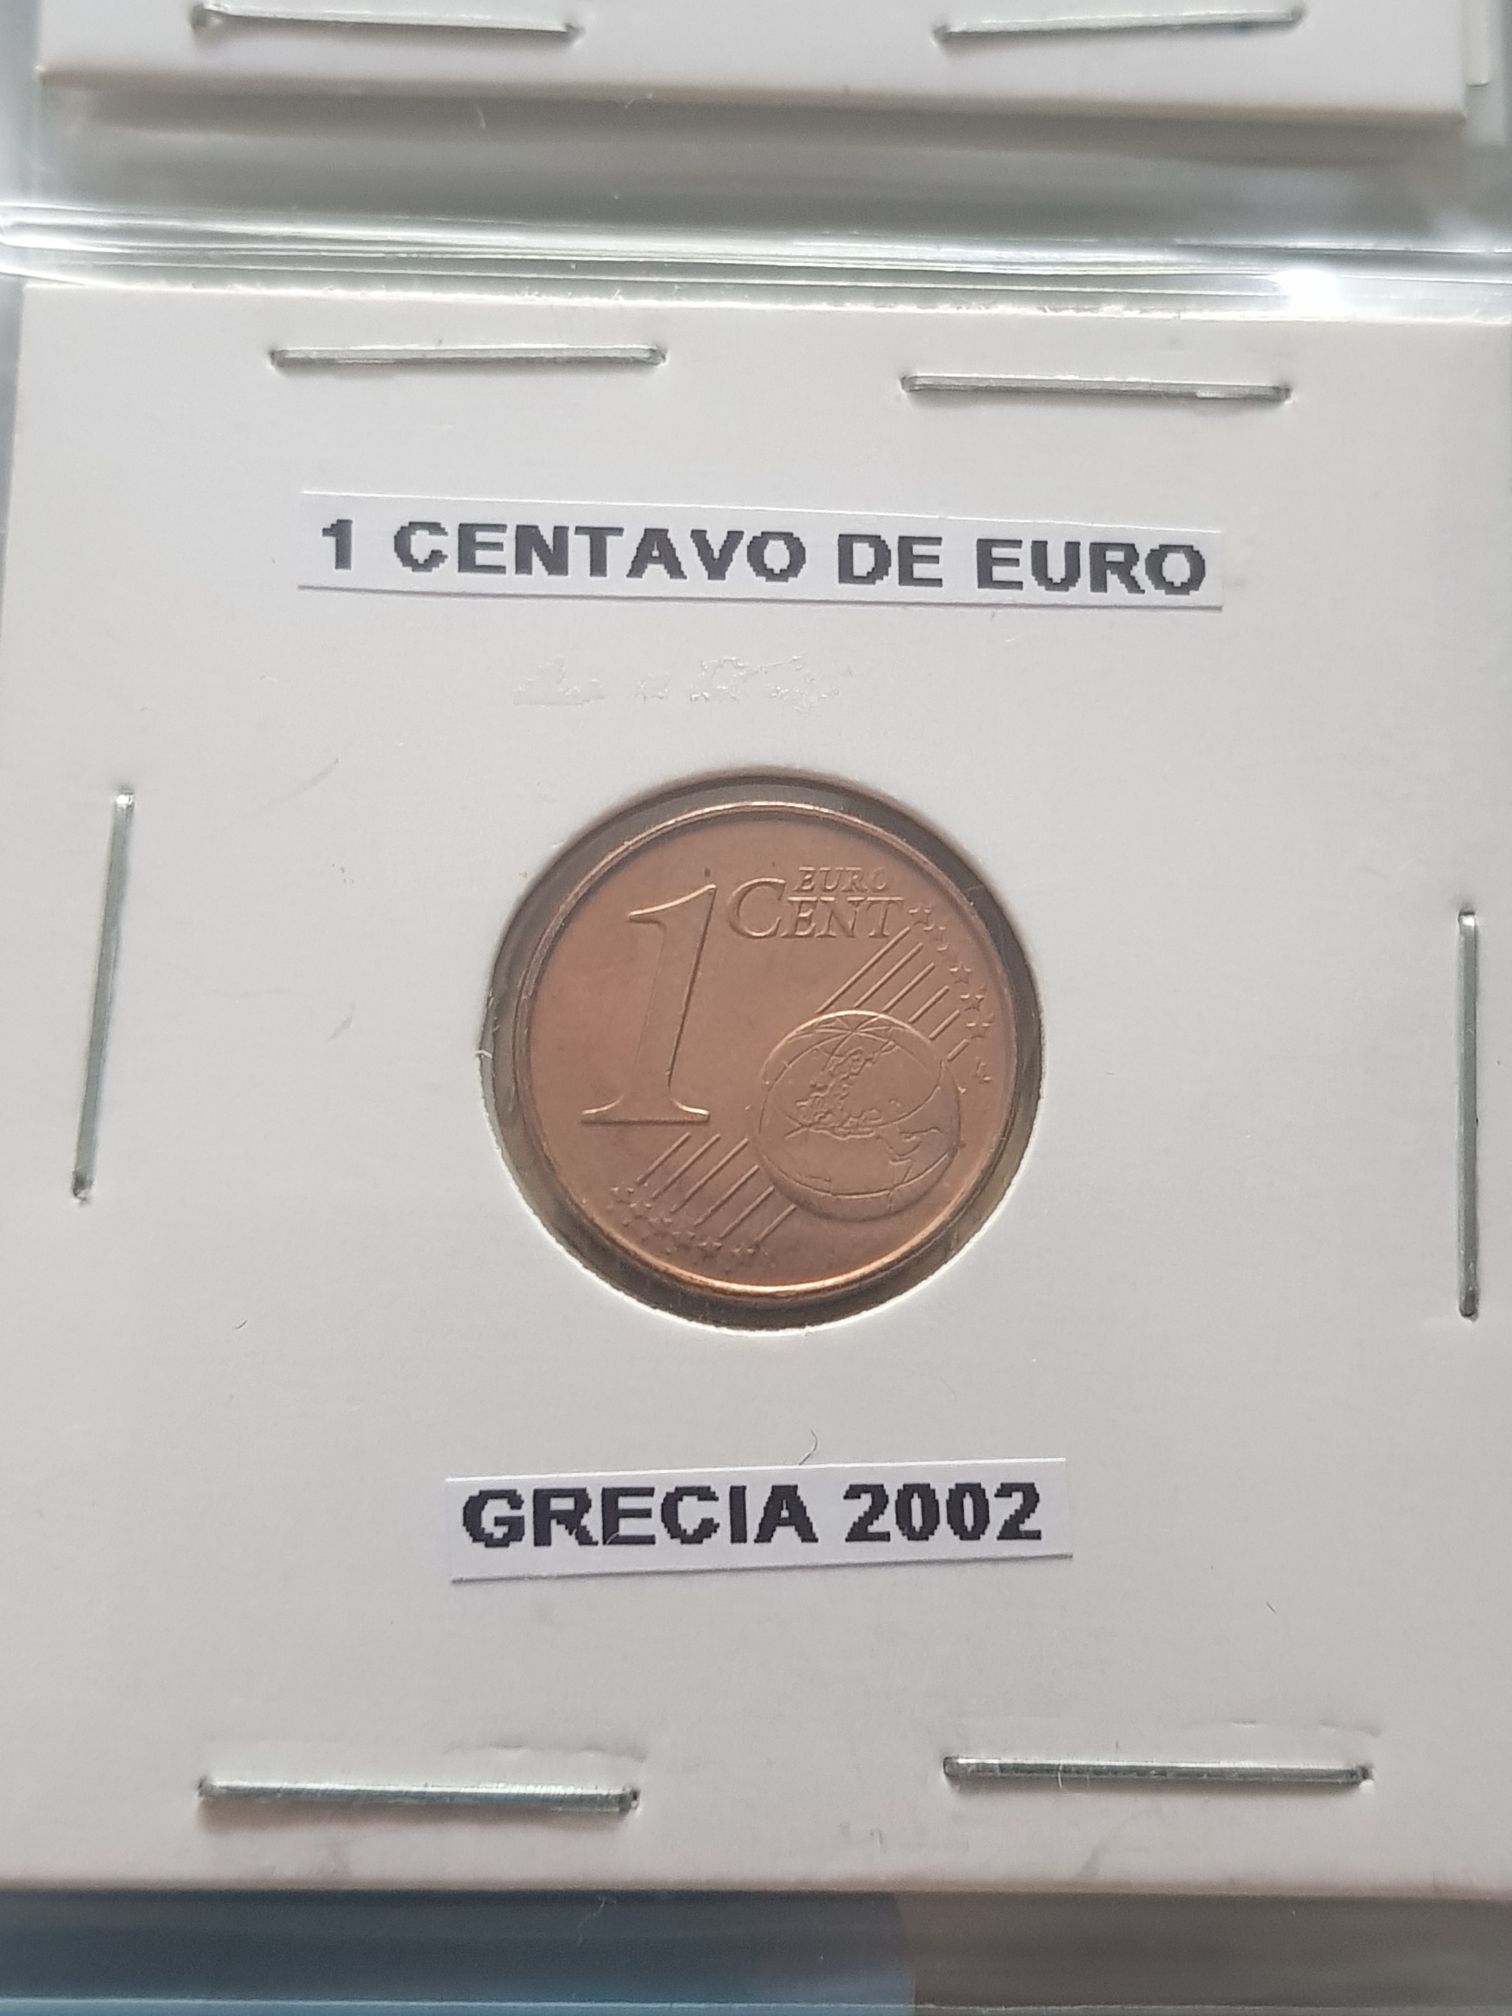 1 CENTAVO DE EURO
1 EURO
CENT
GRECIA 2002